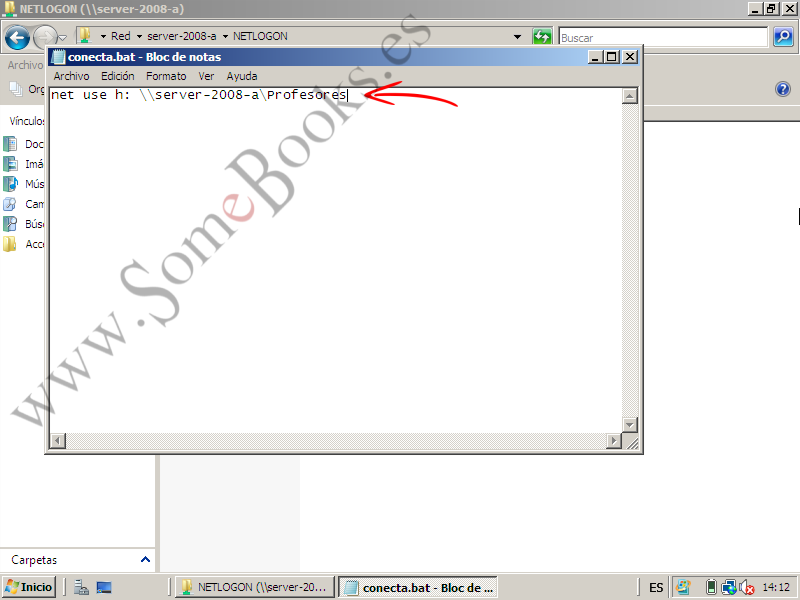 NETLOGON (\\server-2008-a)
Red server-2008-a NETLOGON
Buscar
conecta.bat - Bloc de notas
Archivo Edición Formato Ver Ayuda
net use h: \\server-2008-a\Profesores
Archivo
Org
Vínculos
Doc
Imá
Mús
Cam
Bús
Acce
www.SomeBooks.es
Carpetas
Inicio
NETLOGON (\\server-20...
conecta.bat - Bloc de ...
ES
14:12